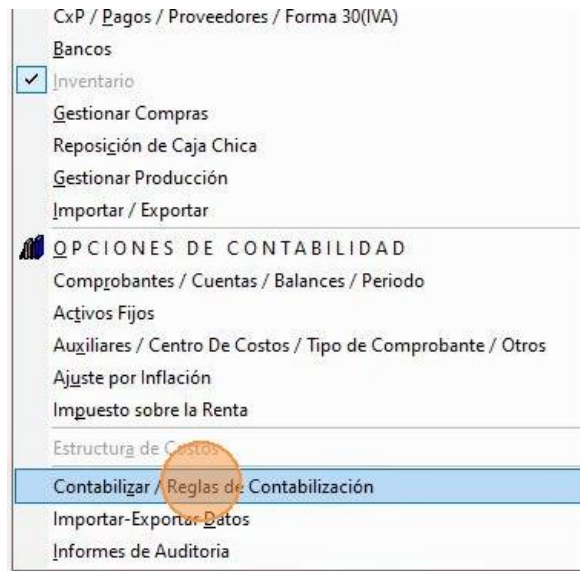 CxP / Pagos / Proveedores / Forma 30(IVA)
Bancos
Inventario
Gestionar Compras
Reposición de Caja Chica
Gestionar Producción
Importar / Exportar
OPCIONES DE CONTABILIDAD
Comprobantes / Cuentas / Balances / Periodo
Activos Fijos
Auxiliares / Centro De Costos / Tipo de Comprobante / Otros
Ajuste por Inflación
Impuesto sobre la Renta
Estructura de Costos
Contabilizar / Reglas de Contabilización
Importar-Exportar Datos
Informes de Auditoria